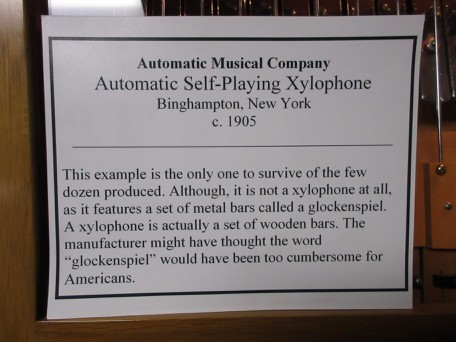 Automatic Musical Company
Automatic Self-Playing Xylophone
Binghampton, New York
c. 1905
This example is the only one to survive of the few
dozen produced. Although, it is not a xylophone at all,
as it features a set of metal bars called a glockenspiel.
A xylophone is actually a set of wooden bars. The
manufacturer might have thought the word
“glockenspiel” would have been too cumbersome for
Americans.